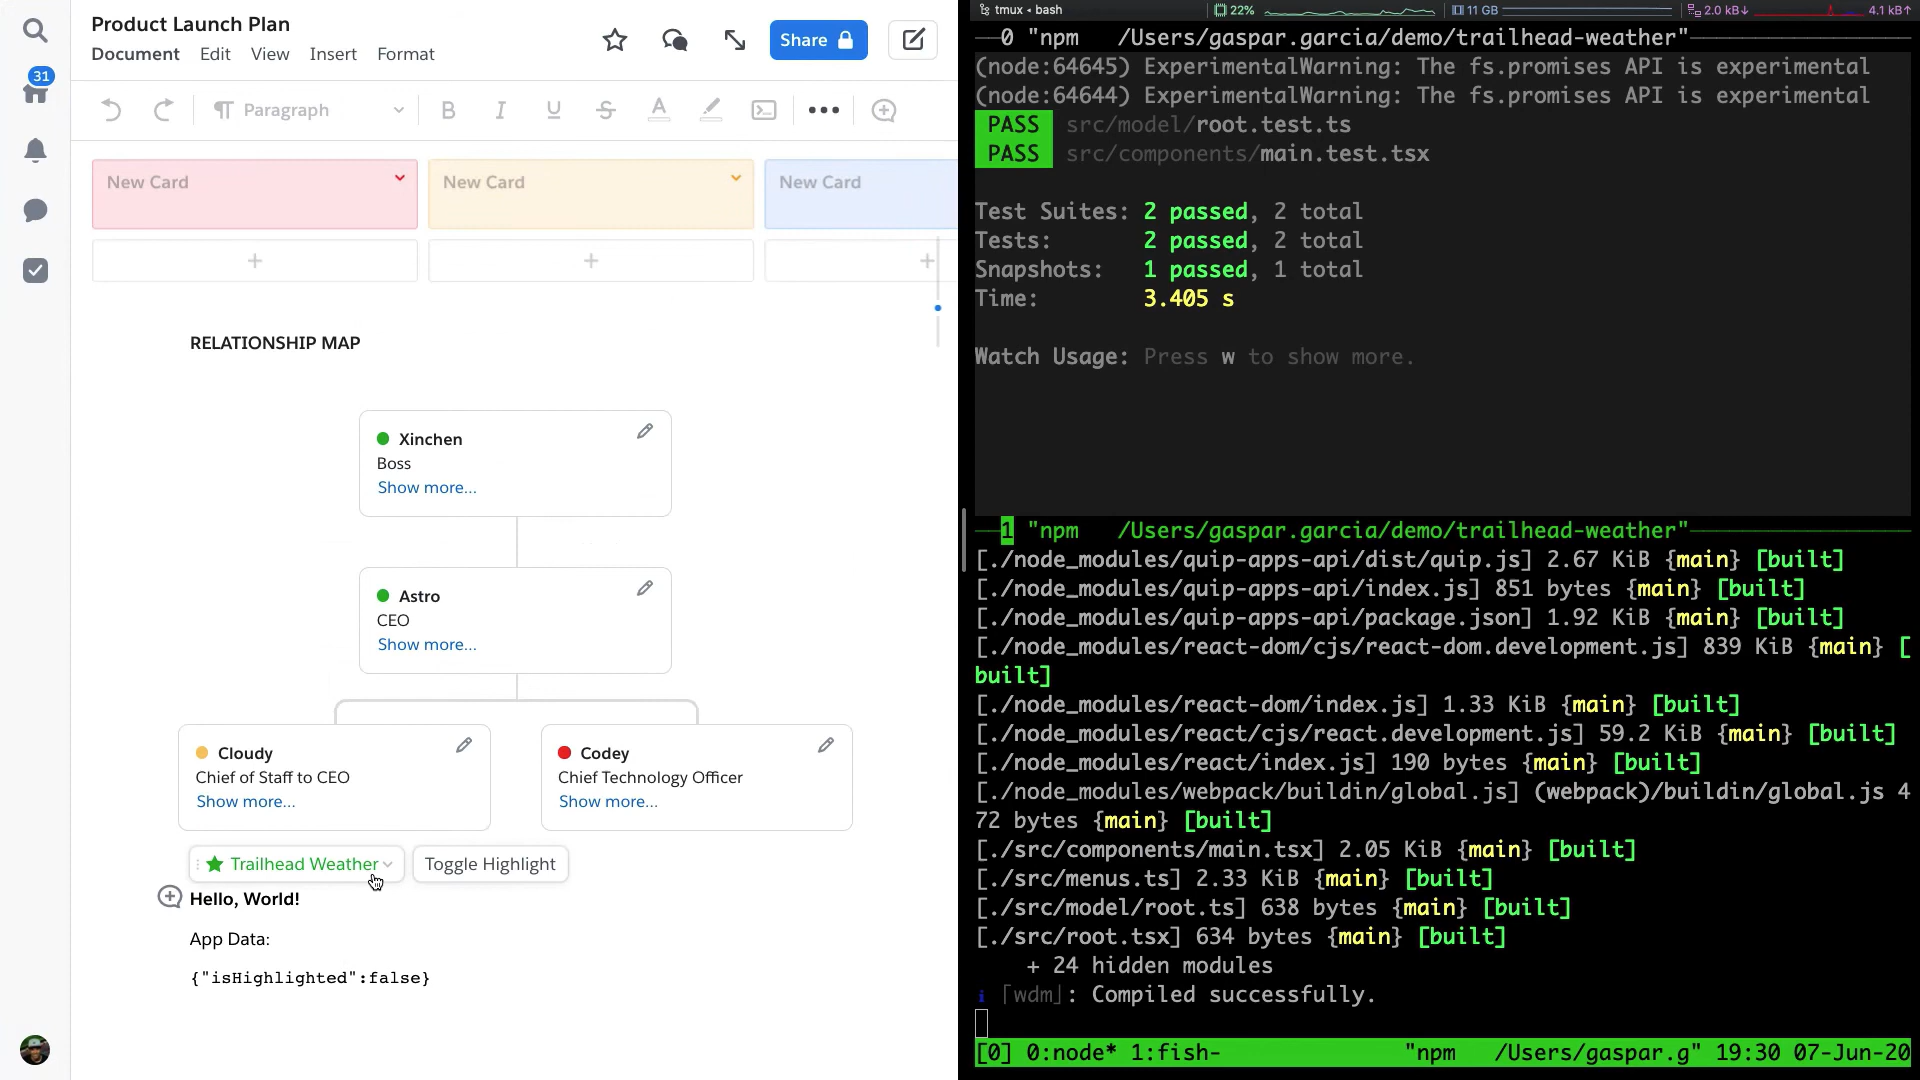 Product Launch Plan
Document Edit View Insert Format
Share
31
Paragraph
B I U S A
New Card New Card New Card
+ + +
RELATIONSHIP MAP
Xinchen
Boss
Show more...
Astro
CEO
Show more...
Cloudy
Chief of Staff to CEO
Show more...
Codey
Chief Technology Officer
Show more...
Trailhead Weather
Toggle Highlight
Hello, World!
App Data:
{"isHighlighted":false}
tmux • bash 22% 11 GB 2.0 kB↓ 4.1 kB↑
0 "npm /Users/gaspar.garcia/demo/trailhead-weather"
(node:64645) ExperimentalWarning: The fs.promises API is experimental
(node:64644) ExperimentalWarning: The fs.promises API is experimental
PASS src/model/root.test.ts
PASS src/components/main.test.tsx
Test Suites: 2 passed, 2 total
Tests: 2 passed, 2 total
Snapshots: 1 passed, 1 total
Time: 3.405 s
Watch Usage: Press w to show more.
1 "npm /Users/gaspar.garcia/demo/trailhead-weather"
[./node_modules/quip-apps-api/dist/quip.js] 2.67 KiB {main} [built]
[./node_modules/quip-apps-api/index.js] 851 bytes {main} [built]
[./node_modules/quip-apps-api/package.json] 1.92 KiB {main} [built]
[./node_modules/react-dom/cjs/react-dom.development.js] 839 KiB {main} [
built]
[./node_modules/react-dom/index.js] 1.33 KiB {main} [built]
[./node_modules/react/cjs/react.development.js] 59.2 KiB {main} [built]
[./node_modules/react/index.js] 190 bytes {main} [built]
[./node_modules/webpack/buildin/global.js] (webpack)/buildin/global.js 4
72 bytes {main} [built]
[./src/components/main.tsx] 2.05 KiB {main} [built]
[./src/menus.ts] 2.33 KiB {main} [built]
[./src/model/root.ts] 638 bytes {main} [built]
[./src/root.tsx] 634 bytes {main} [built]
+ 24 hidden modules
i ｢wdm｣: Compiled successfully.
[0] 0:node* 1:fish- "npm /Users/gaspar.g" 19:30 07-Jun-20